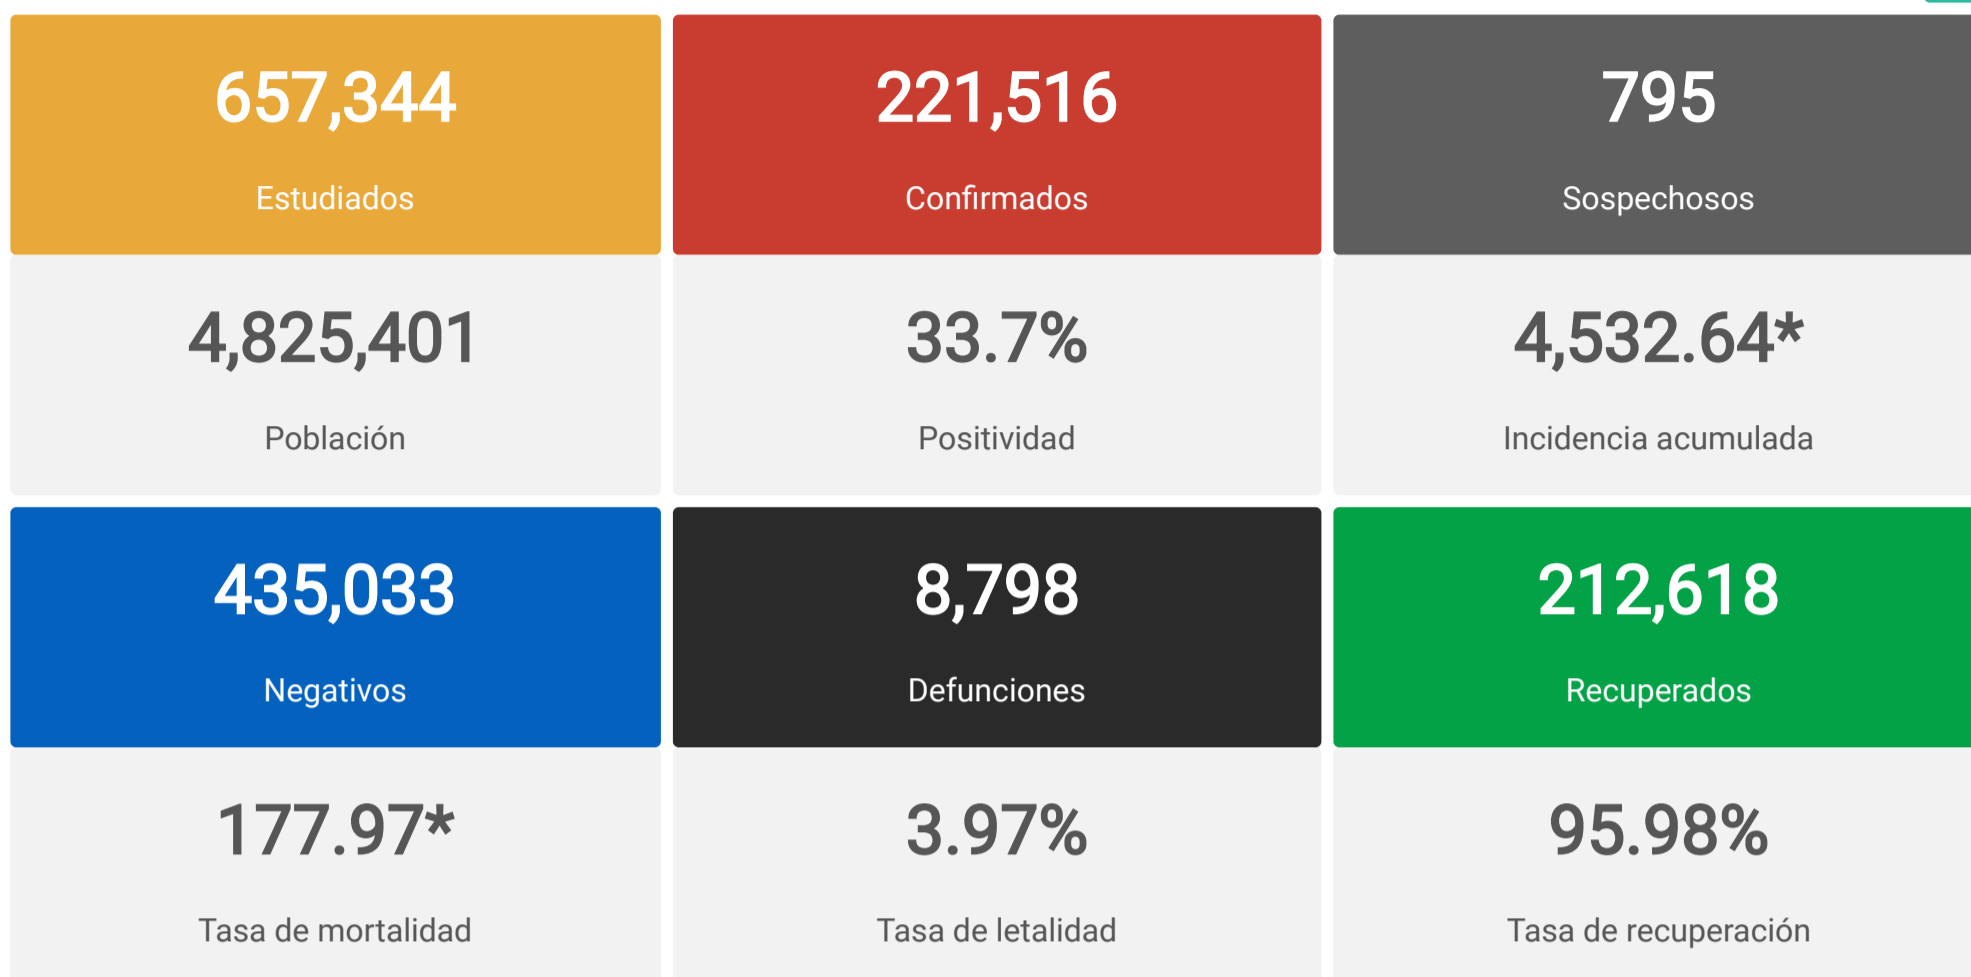 657,344
Estudiados
221,516
Confirmados
795
Sospechosos
4,825,401
Población
33.7%
Positividad
4,532.64*
Incidencia acumulada
435,033
Negativos
8,798
Defunciones
212,618
Recuperados
177.97*
Tasa de mortalidad
3.97%
Tasa de letalidad
95.98%
Tasa de recuperación